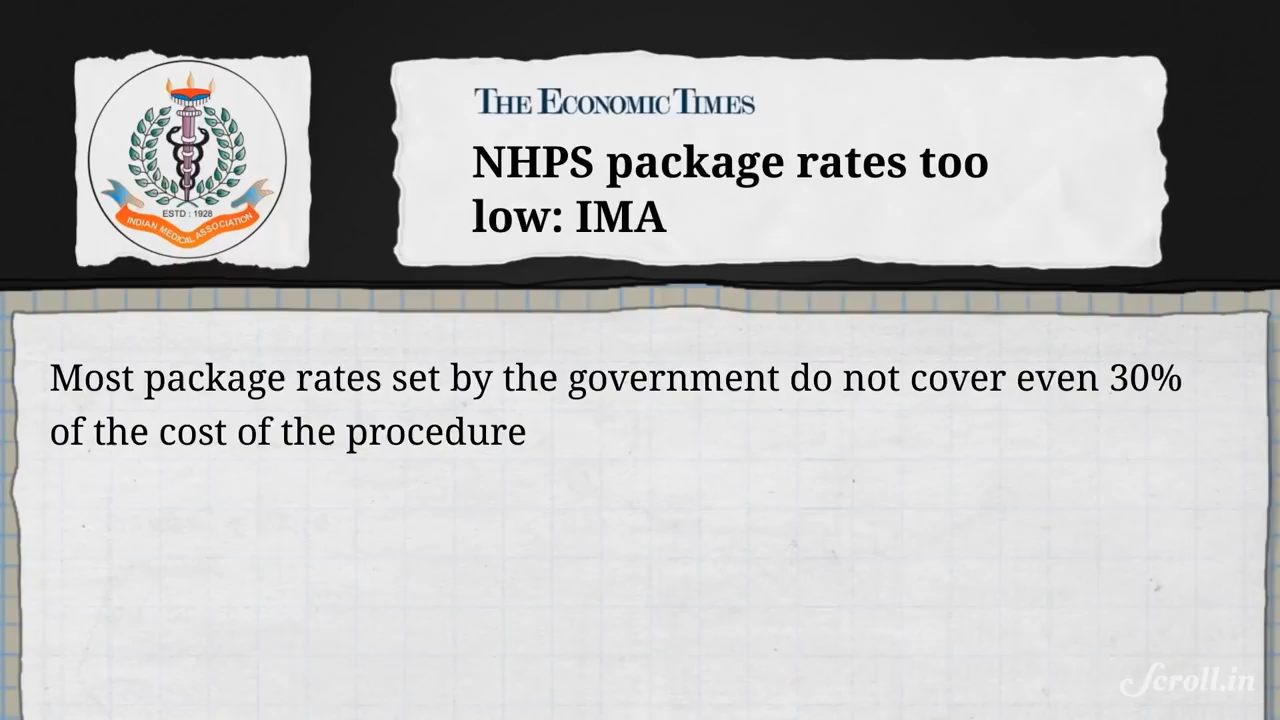 ESTD : 1928
INDIAN MEDICAL ASSOCIATION
THE ECONOMIC TIMES
NHPS package rates too
low: IMA
Most package rates set by the government do not cover even 30%
of the cost of the procedure
Scroll.in